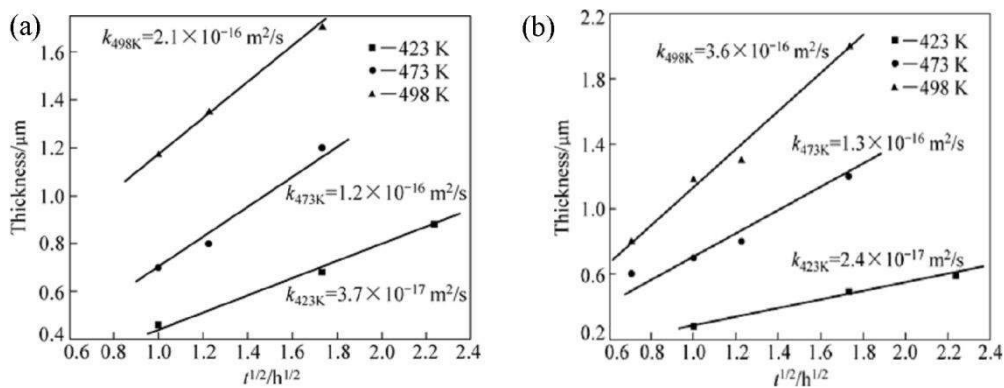 (a)
k498K=2.1×10−16 m2/s
■—423 K
●—473 K
▲—498 K
k473K=1.2×10−16 m2/s
k423K=3.7×10−17 m2/s
Thickness/μm
1.6
1.4
1.2
1.0
0.8
0.6
0.4
0.6 0.8 1.0 1.2 1.4 1.6 1.8 2.0 2.2 2.4
t1/2/h1/2
(b)
k498K=3.6×10−16 m2/s
■—423 K
●—473 K
▲—498 K
k473K=1.3×10−16 m2/s
k423K=2.4×10−17 m2/s
Thickness/μm
2.2
1.8
1.4
1.0
0.6
0.2
0.6 0.8 1.0 1.2 1.4 1.6 1.8 2.0 2.2 2.4
t1/2/h1/2